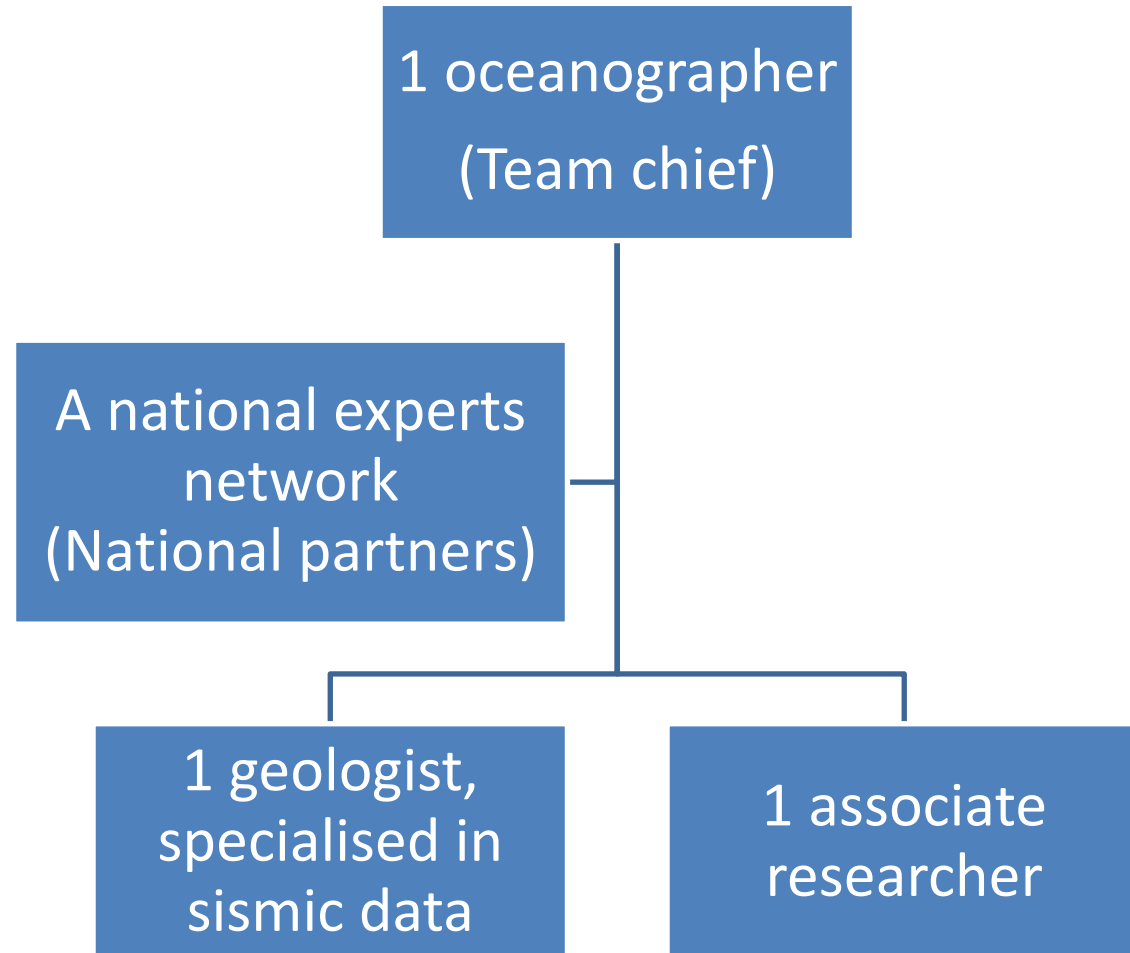 1 oceanographer
(Team chief)
A national experts
network
(National partners)
1 geologist,
specialised in
sismic data
1 associate
researcher